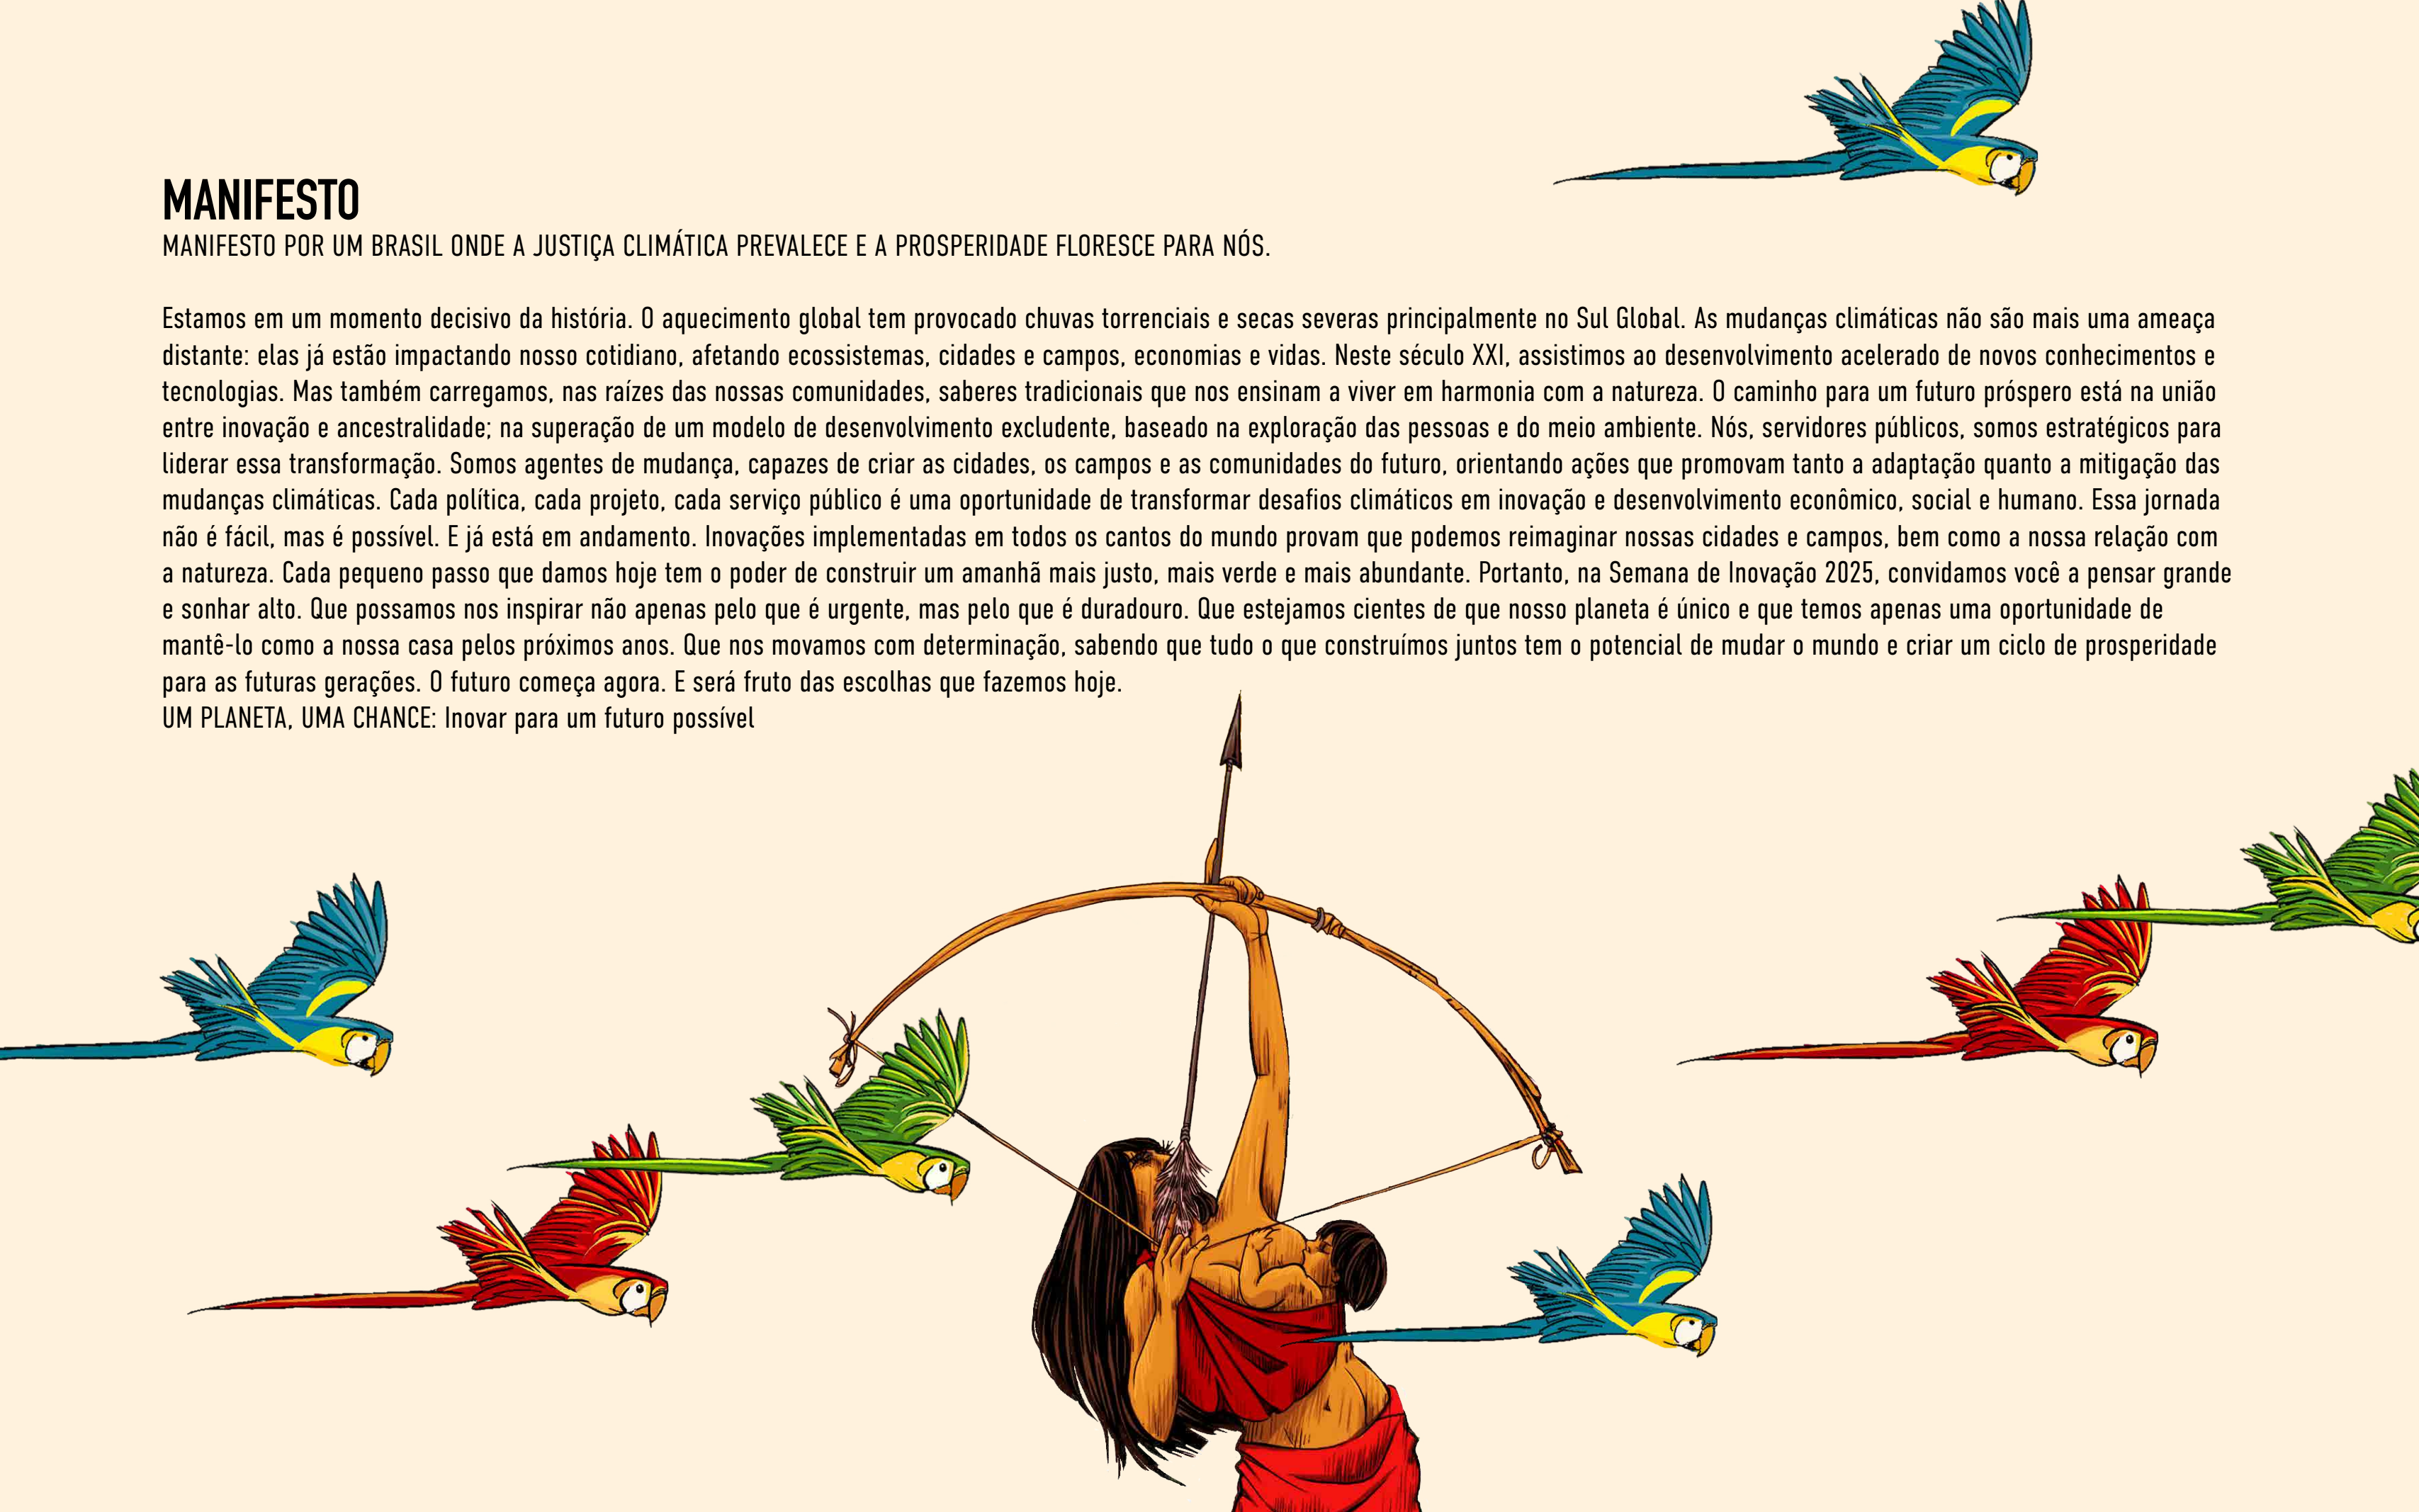 MANIFESTO
MANIFESTO POR UM BRASIL ONDE A JUSTIÇA CLIMÁTICA PREVALECE E A PROSPERIDADE FLORESCE PARA NÓS.
Estamos em um momento decisivo da história. O aquecimento global tem provocado chuvas torrenciais e secas severas principalmente no Sul Global. As mudanças climáticas não são mais uma ameaça
distante: elas já estão impactando nosso cotidiano, afetando ecossistemas, cidades e campos, economias e vidas. Neste século XXI, assistimos ao desenvolvimento acelerado de novos conhecimentos e
tecnologias. Mas também carregamos, nas raízes das nossas comunidades, saberes tradicionais que nos ensinam a viver em harmonia com a natureza. O caminho para um futuro próspero está na união
entre inovação e ancestralidade; na superação de um modelo de desenvolvimento excludente, baseado na exploração das pessoas e do meio ambiente. Nós, servidores públicos, somos estratégicos para
liderar essa transformação. Somos agentes de mudança, capazes de criar as cidades, os campos e as comunidades do futuro, orientando ações que promovam tanto a adaptação quanto a mitigação das
mudanças climáticas. Cada política, cada projeto, cada serviço público é uma oportunidade de transformar desafios climáticos em inovação e desenvolvimento econômico, social e humano. Essa jornada
não é fácil, mas é possível. E já está em andamento. Inovações implementadas em todos os cantos do mundo provam que podemos reimaginar nossas cidades e campos, bem como a nossa relação com
a natureza. Cada pequeno passo que damos hoje tem o poder de construir um amanhã mais justo, mais verde e mais abundante. Portanto, na Semana de Inovação 2025, convidamos você a pensar grande
e sonhar alto. Que possamos nos inspirar não apenas pelo que é urgente, mas pelo que é duradouro. Que estejamos cientes de que nosso planeta é único e que temos apenas uma oportunidade de
mantê-lo como a nossa casa pelos próximos anos. Que nos movamos com determinação, sabendo que tudo o que construímos juntos tem o potencial de mudar o mundo e criar um ciclo de prosperidade
para as futuras gerações. O futuro começa agora. E será fruto das escolhas que fazemos hoje.
UM PLANETA, UMA CHANCE: Inovar para um futuro possível